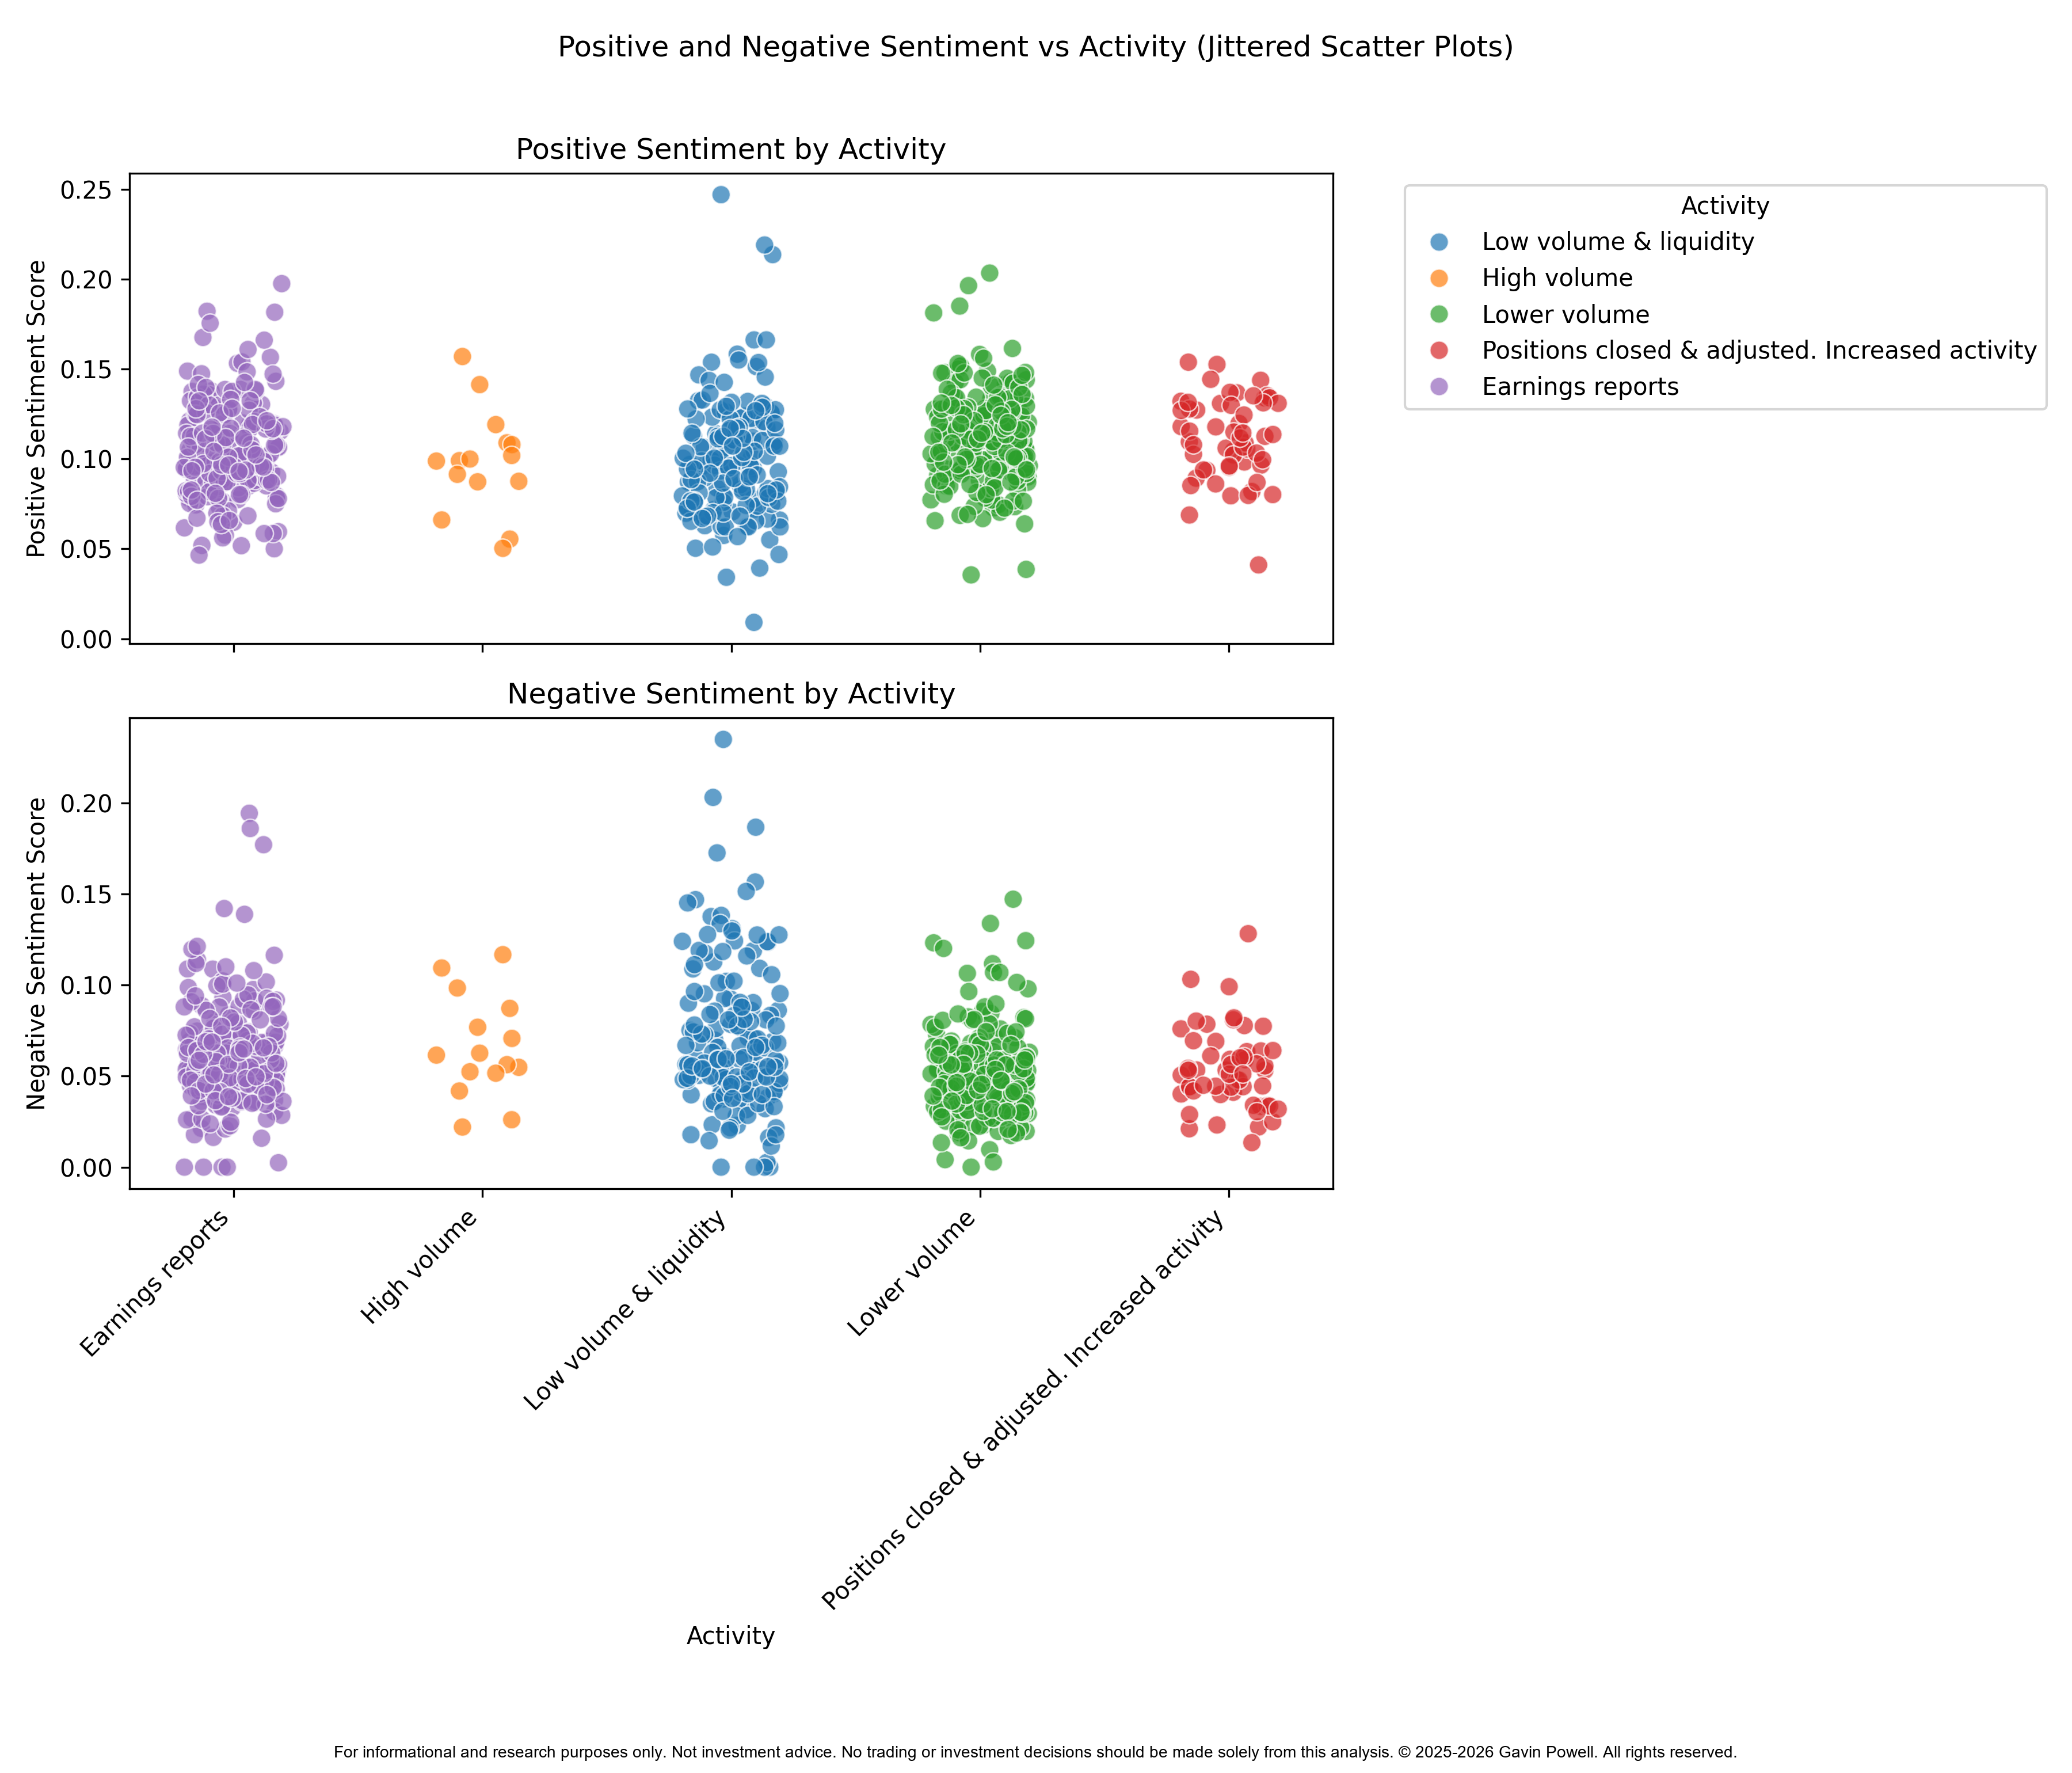 Positive and Negative Sentiment vs Activity (Jittered Scatter Plots)
Positive Sentiment by Activity
Positive Sentiment Score
0.25
0.20
0.15
0.10
0.05
0.00
Activity
Low volume & liquidity
High volume
Lower volume
Positions closed & adjusted. Increased activity
Earnings reports
Negative Sentiment by Activity
Negative Sentiment Score
0.20
0.15
0.10
0.05
0.00
Earnings reports
High volume
Low volume & liquidity
Lower volume
Positions closed & adjusted. Increased activity
Activity
For informational and research purposes only. Not investment advice. No trading or investment decisions should be made solely from this analysis. © 2025-2026 Gavin Powell. All rights reserved.